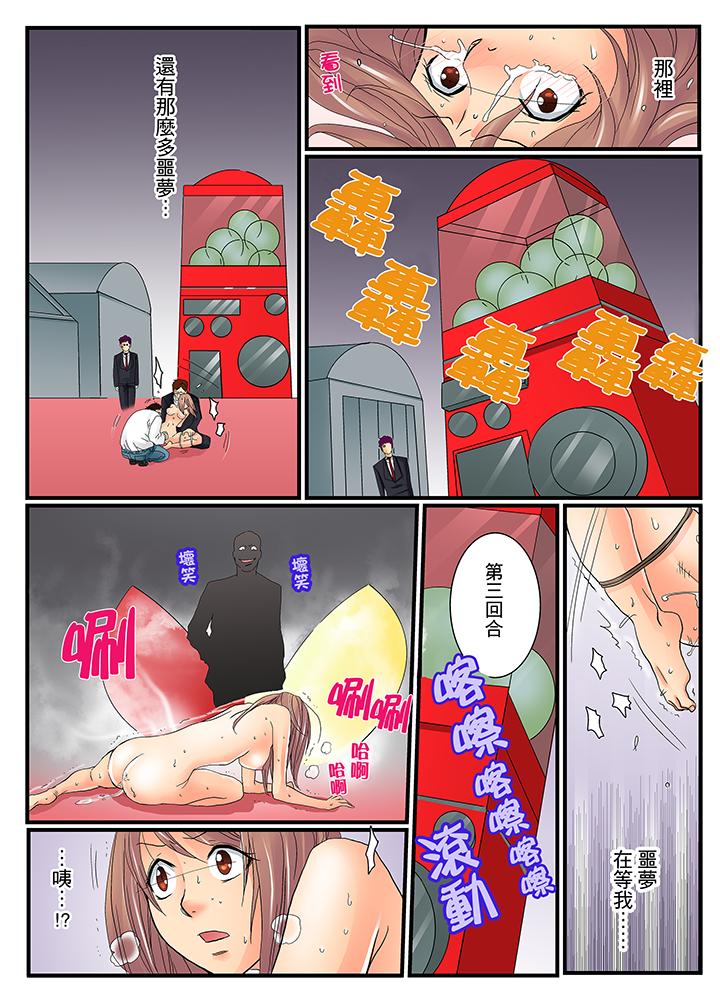 那裡
看到
轟
轟
轟
轟
轟
還有那麼多噩夢…
噩夢
在等我……
第三回合
喀嚓喀嚓喀嚓
滾動
壞笑
壞笑
唰
唰唰
哈啊
哈啊
…咦…!?